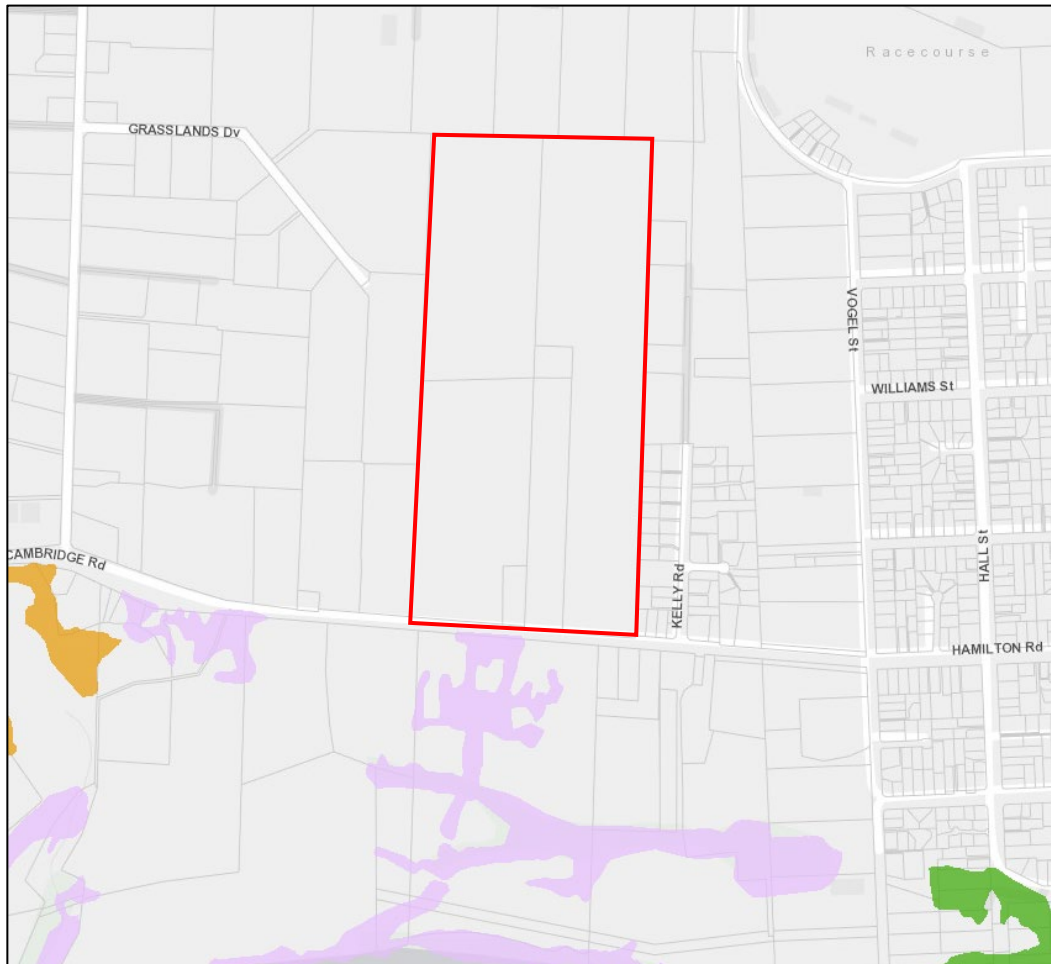 Racecourse
GRASSLANDS Dv
VOGEL St
WILLIAMS St
HALL St
CAMBRIDGE Rd
KELLY Rd
HAMILTON Rd